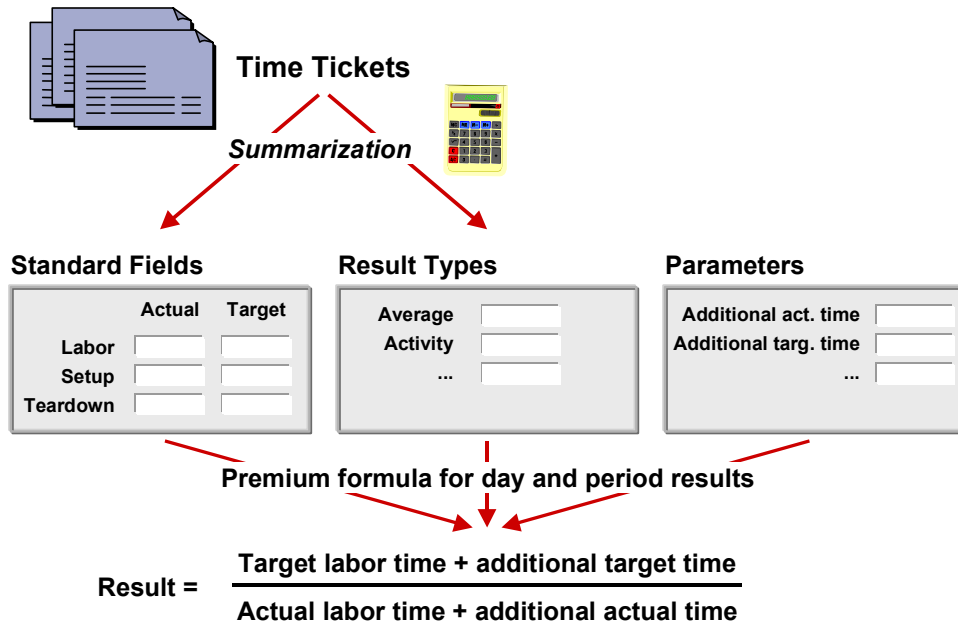 Time Tickets
Summarization
Standard Fields
Actual Target
Labor
Setup
Teardown
Result Types
Average
Activity
...
Parameters
Additional act. time
Additional targ. time
...
Premium formula for day and period results
Result =
Target labor time + additional target time
Actual labor time + additional actual time